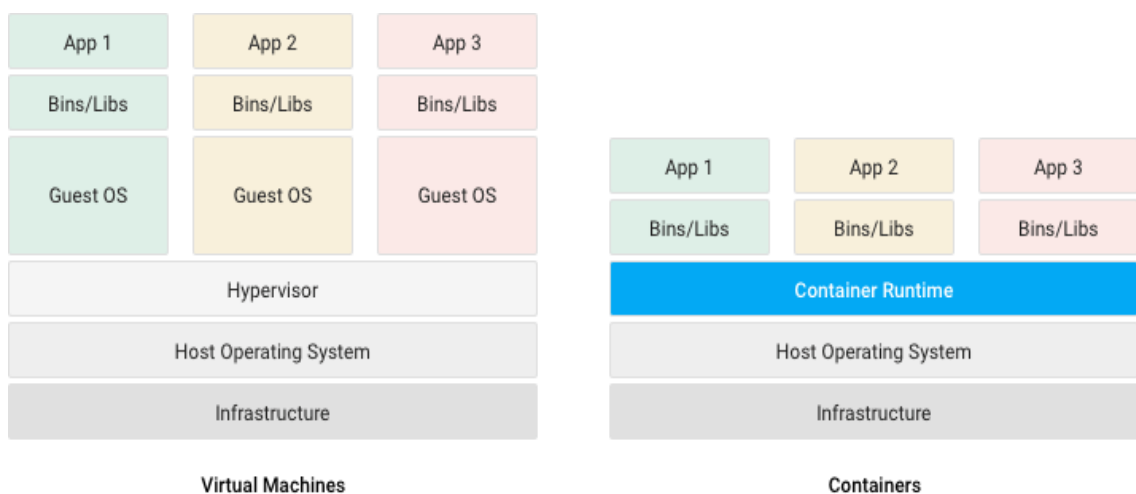 App 1
App 2
App 3
Bins/Libs
Bins/Libs
Bins/Libs
Guest OS
Guest OS
Guest OS
Hypervisor
Host Operating System
Infrastructure
Virtual Machines
App 1
App 2
App 3
Bins/Libs
Bins/Libs
Bins/Libs
Container Runtime
Host Operating System
Infrastructure
Containers